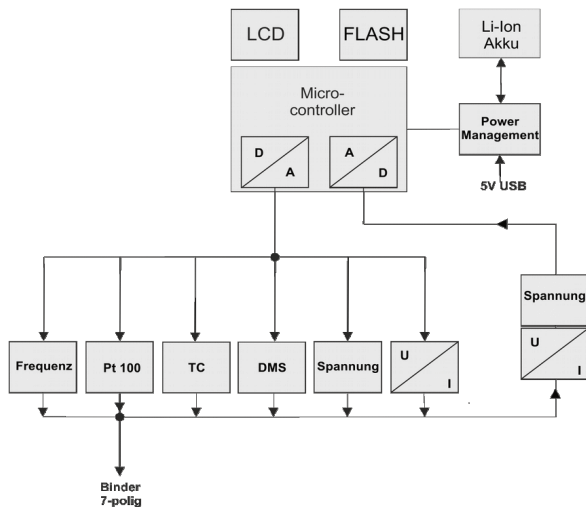 LCD
FLASH
Li-Ion
Akku
Micro-
controller
Power
Management
D
A
A
D
5V USB
Spannung
U
I
Frequenz
Pt 100
TC
DMS
Spannung
U
I
Binder
7-polig